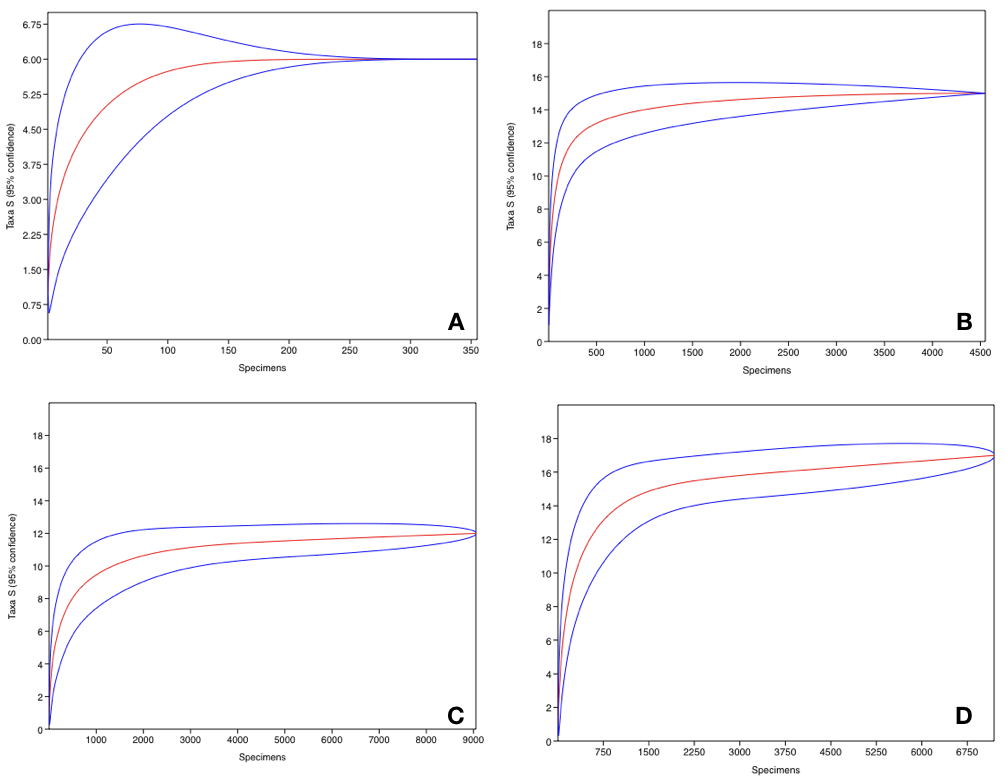 6.75
6.00
5.25
4.50
3.75
3.00
2.25
1.50
0.75
0.00
Taxa S (95% confidence)
50 100 150 200 250 300 350
Specimens
A
18
16
14
12
10
8
6
4
2
0
Taxa S (95% confidence)
500 1000 1500 2000 2500 3000 3500 4000 4500
Specimens
B
18
16
14
12
10
8
6
4
2
0
Taxa S (95% confidence)
1000 2000 3000 4000 5000 6000 7000 8000 9000
Specimens
C
18
16
14
12
10
8
6
4
2
0
750 1500 2250 3000 3750 4500 5250 6000 6750
Specimens
D